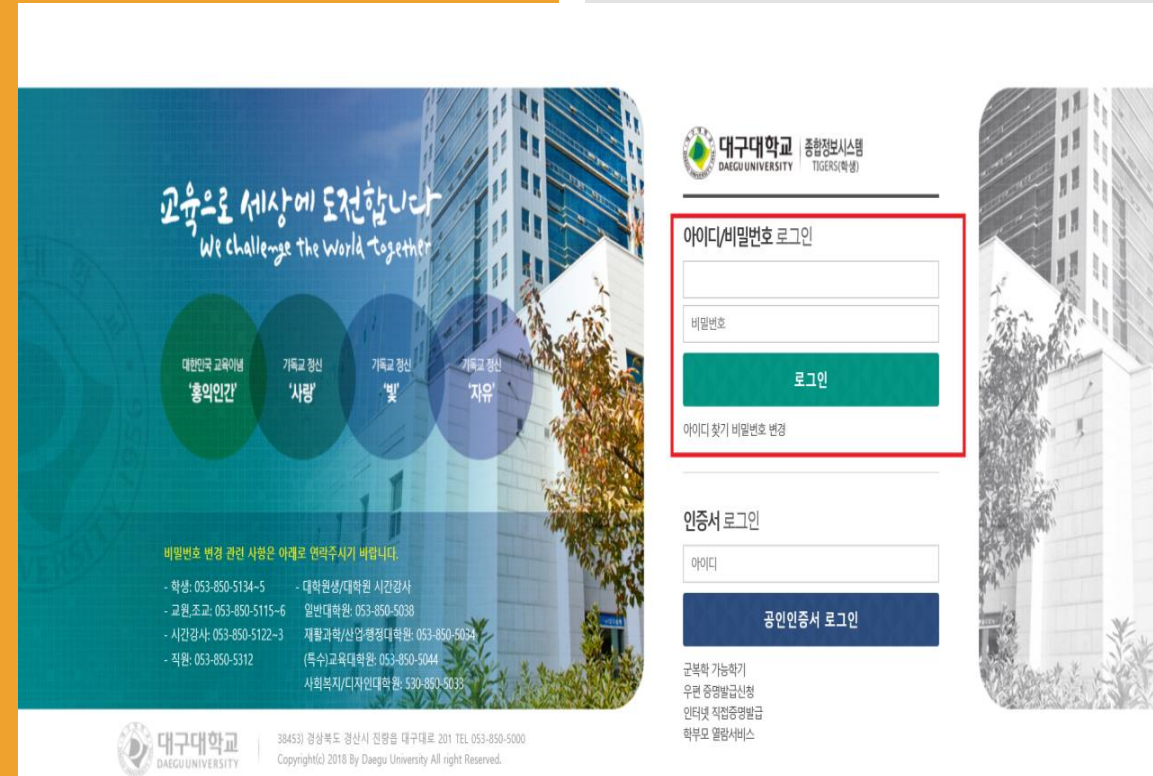 교육으로 세상에 도전합니다
We challenge the World together
대한민국 교육이념
'홍익인간'
기독교 정신
'사랑'
기독교 정신
'빛'
기독교 정신
'자유'
비밀번호 변경 관련 사항은 아래로 연락주시기 바랍니다.
- 학생: 053-850-5134~5
- 교원,조교: 053-850-5115~6
- 시간강사: 053-850-5122~3
- 직원: 053-850-5312
- 대학원생/대학원 시간강사
일반대학원: 053-850-5038
재활과학/산업·행정대학원: 053-850-5034
(특수)교육대학원: 053-850-5044
사회복지/디자인대학원: 530-850-5033
대구대학교
DAEGU UNIVERSITY
38453) 경상북도 경산시 진량읍 대구대로 201 TEL 053-850-5000
Copyright(c) 2018 By Daegu University All right Reserved.
대구대학교
DAEGU UNIVERSITY
종합정보시스템
TIGERS(학생)
아이디/비밀번호 로그인
비밀번호
로그인
아이디 찾기 비밀번호 변경
인증서 로그인
아이디
공인인증서 로그인
군복학 가능학기
우편 증명발급신청
인터넷 직접증명발급
학부모 열람서비스